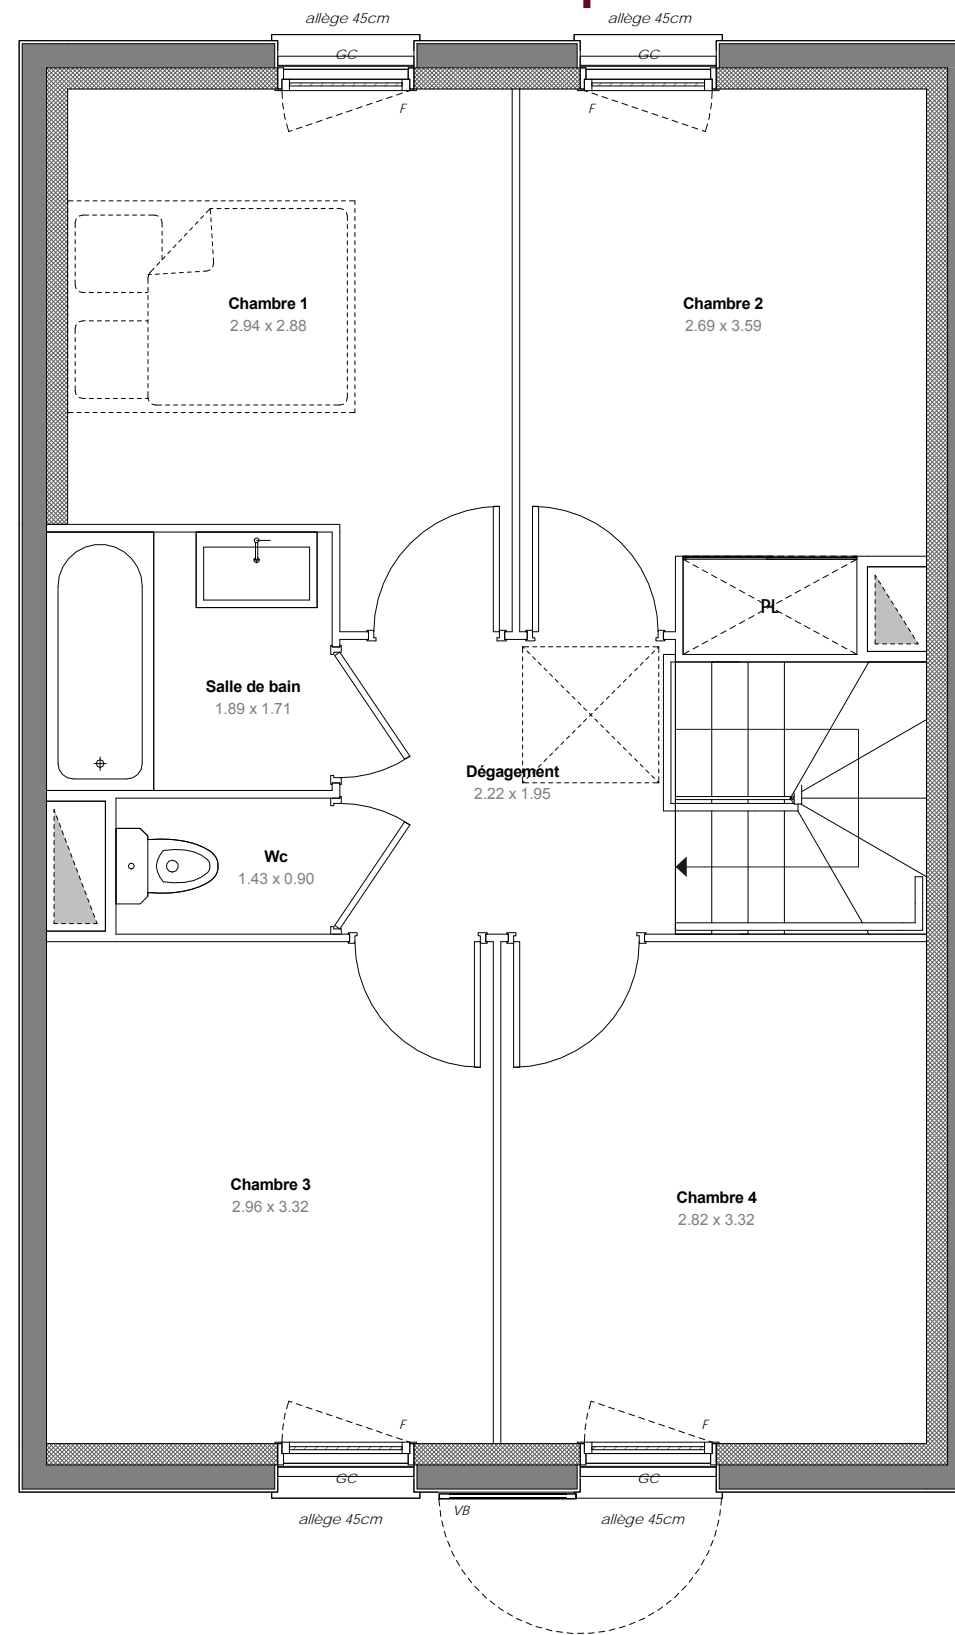 allège 45cm
allège 45cm
GC
GC
F
F
Chambre 1
2.94 x 2.88
Chambre 2
2.69 x 3.59
PL
Salle de bain
1.89 x 1.71
Dégagement
2.22 x 1.95
Wc
1.43 x 0.90
Chambre 3
2.96 x 3.32
Chambre 4
2.82 x 3.32
F
F
GC
GC
VB
allège 45cm
allège 45cm